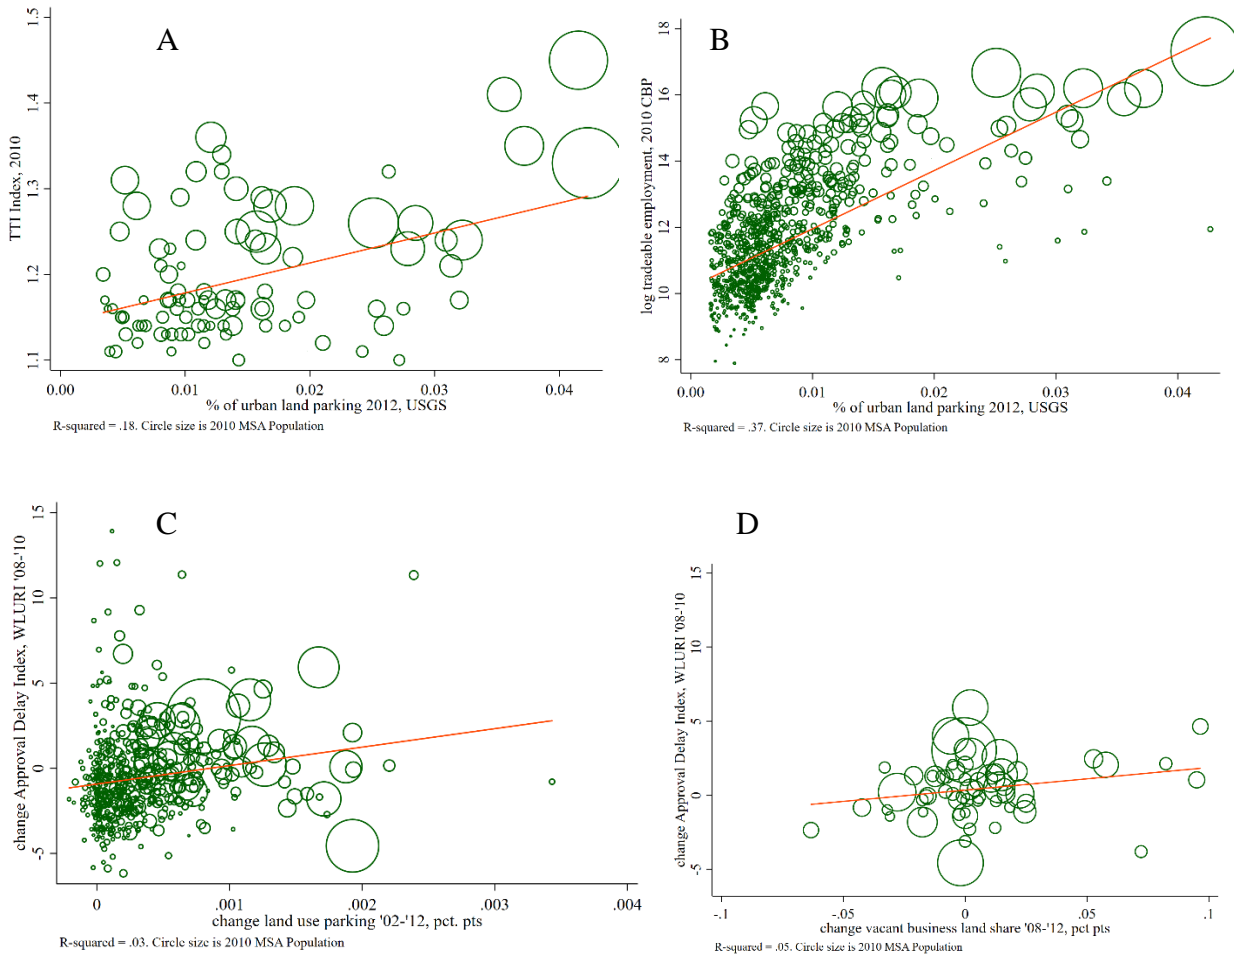 A
TTI Index, 2010
1.5
1.4
1.3
1.2
1.1
0.00 0.01 0.02 0.03 0.04
% of urban land parking 2012, USGS
R-squared = .18. Circle size is 2010 MSA Population
B
log tradeable employment, 2010 CBP
18
16
14
12
10
8
0.00 0.01 0.02 0.03 0.04
% of urban land parking 2012, USGS
R-squared = .37. Circle size is 2010 MSA Population
C
change Approval Delay Index, WLURI '08-'10
15
10
5
0
-5
0 .001 .002 .003 .004
change land use parking '02-'12, pct. pts
R-squared = .03. Circle size is 2010 MSA Population
D
change Approval Delay Index, WLURI '08-'10
15
10
5
0
-5
-.1 -.05 0 .05 .1
change vacant business land share '08-'12, pct pts
R-squared = .05. Circle size is 2010 MSA Population